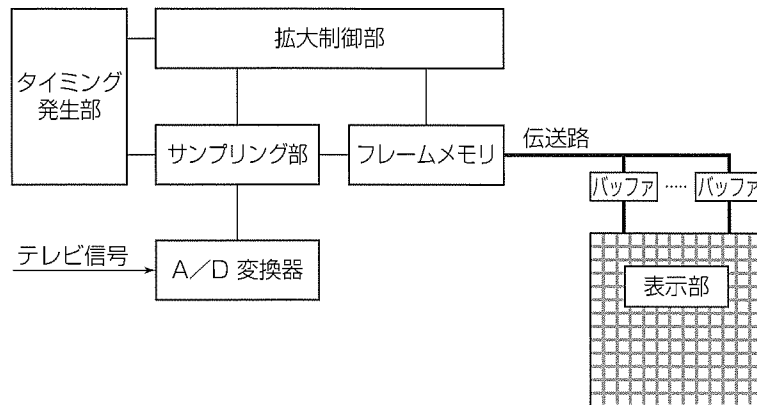 拡大制御部
タイミング
発生部
サンプリング部
フレームメモリ
伝送路
バッファ
バッファ
テレビ信号
A/D 変換器
表示部